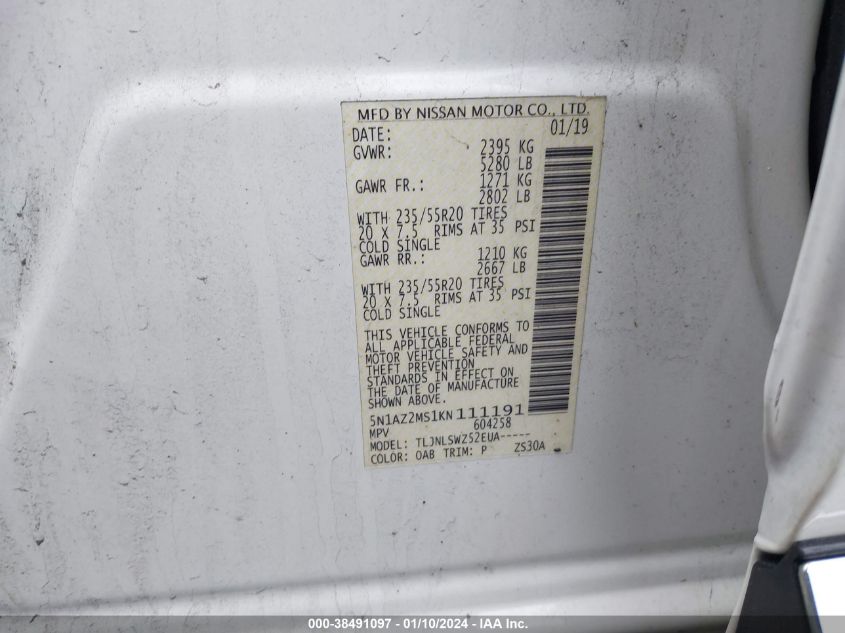 MFD BY NISSAN MOTOR CO., LTD.
DATE: 01/19
GVWR: 2395 KG
5280 LB
GAWR FR.: 1271 KG
2802 LB
WITH 235/55R20 TIRES
20 X 7.5 RIMS AT 35 PSI
COLD SINGLE
GAWR RR.: 1210 KG
2667 LB
WITH 235/55R20 TIRES
20 X 7.5 RIMS AT 35 PSI
COLD SINGLE
THIS VEHICLE CONFORMS TO
ALL APPLICABLE FEDERAL
MOTOR VEHICLE SAFETY AND
THEFT PREVENTION
STANDARDS IN EFFECT ON
THE DATE OF MANUFACTURE
SHOWN ABOVE.
5N1AZ2MS1KN111191
MPV 604258
MODEL: TLJNLSWZ52EUA-----
COLOR: OAB TRIM: P ZS30A
000-38491097 - 01/10/2024 - IAAI.com